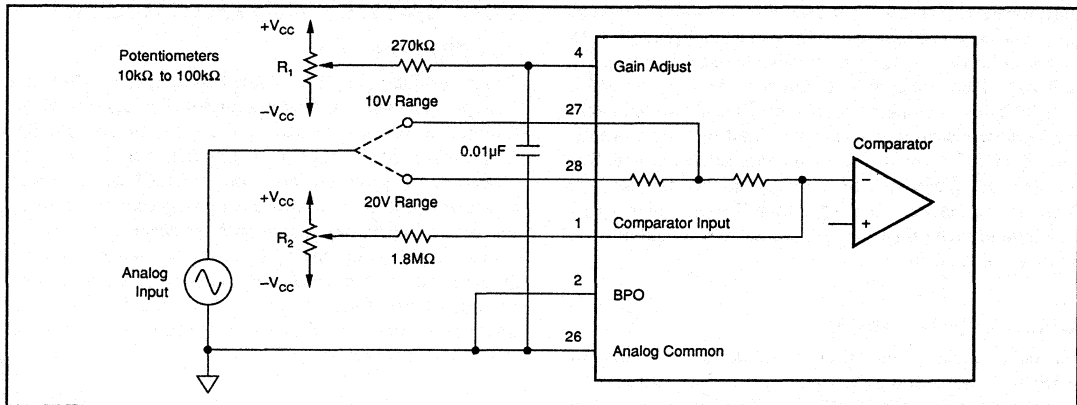 Potentiometers
10kΩ to 100kΩ
+VCC
R1
−VCC
270kΩ
4
Gain Adjust
10V Range
27
0.01µF
28
20V Range
Comparator
−
+
+VCC
R2
−VCC
1.8MΩ
1
Comparator Input
Analog
Input
2
BPO
26
Analog Common